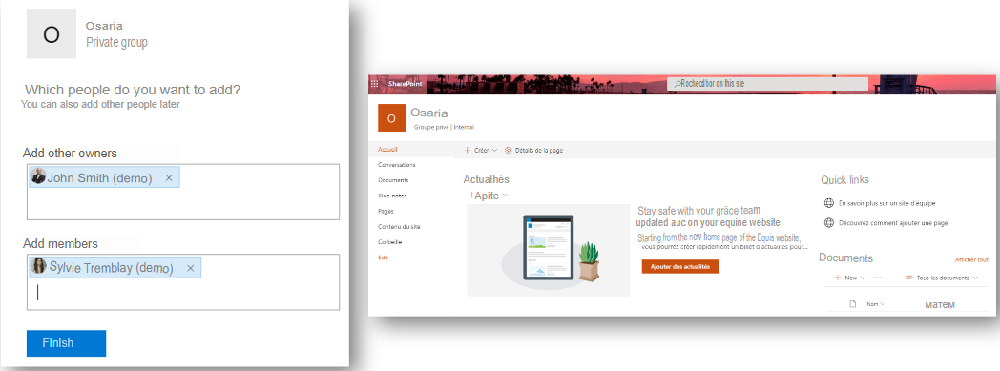 O
Osaria
Private group
Which people do you want to add?
You can also add other people later
Add other owners
John Smith (demo) ×
Add members
Sylvie Tremblay (demo) ×
Finish
SharePoint
on this site
O
Osaria
Groupe privé | Internal
Accueil
Conversations
Documents
Bloc-notes
Pages
Contenu du site
Corbeille
Edit
+ Créer
Détails de la page
Actualhés
Apite
Stay safe with your grâce team
updated auc on your equine website
Starting from the new home page of the Equis website,
vous pourrez créer rapidement un billet d'actualités pour...
Ajouter des actualités
Quick links
En savoir plus sur un site d'équipe
Découvrez comment ajouter une page
Documents
Afficher tout
+ New
···
Tous les documents
Nom
матем